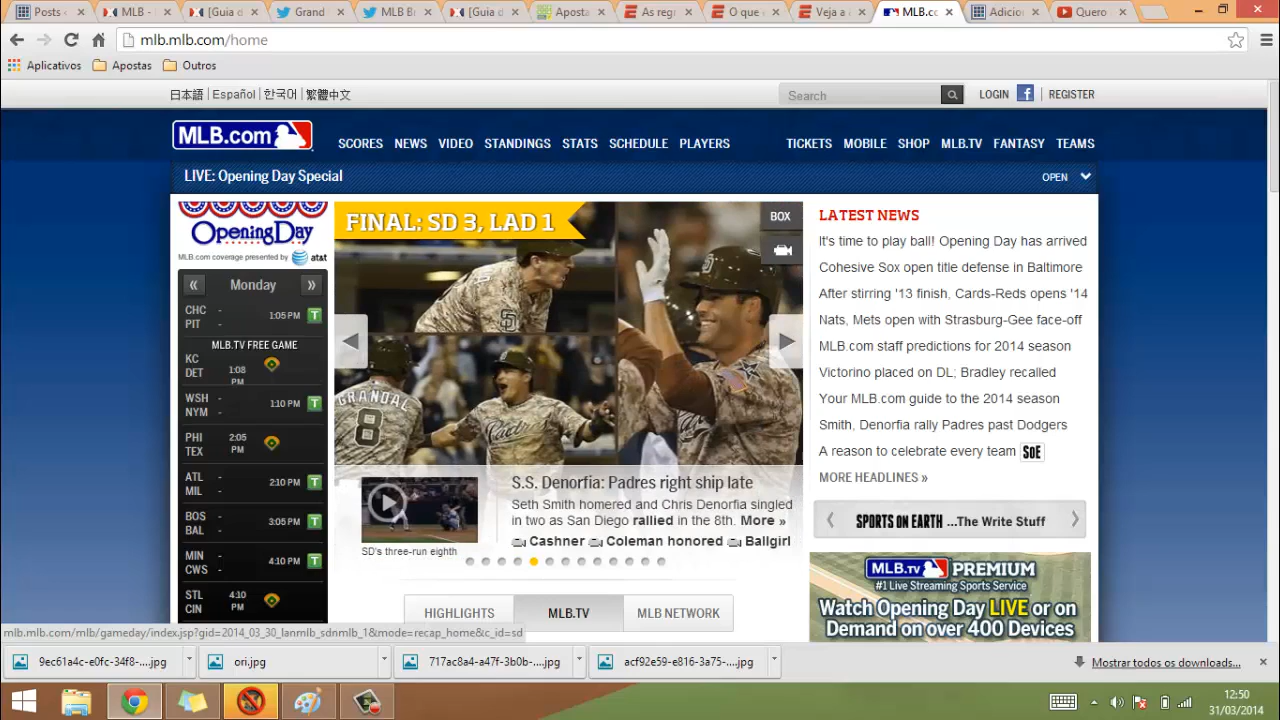 Posts ‹
MLB -
[Guia d
Grand
MLB Br
[Guia d
Aposta
As reg
O que e
Veja a
MLB.co
Adicio
Quero
mlb.mlb.com/home
Aplicativos Apostas Outros
日本語 Español 한국어 繁體中文
Search
LOGIN REGISTER
MLB.com
SCORES NEWS VIDEO STANDINGS STATS SCHEDULE PLAYERS TICKETS MOBILE SHOP MLB.TV FANTASY TEAMS
LIVE: Opening Day Special
OPEN
Opening Day
MLB.com coverage presented by at&t
« Monday »
CHC - 1:05 PM T
PIT -
MLB.TV FREE GAME
KC 1:08
DET PM
WSH - 1:10 PM T
NYM -
PHI 2:05
TEX PM
ATL - 2:10 PM T
MIL -
BOS - 3:05 PM T
BAL -
MIN - 4:10 PM T
CWS -
STL 4:10
CIN PM
FINAL: SD 3, LAD 1
BOX
GRANDAL
8
Padres
SD's three-run eighth
S.S. Denorfia: Padres right ship late
Seth Smith homered and Chris Denorfia singled
in two as San Diego rallied in the 8th. More »
Cashner Coleman honored Ballgirl
HIGHLIGHTS MLB.TV MLB NETWORK
LATEST NEWS
It's time to play ball! Opening Day has arrived
Cohesive Sox open title defense in Baltimore
After stirring '13 finish, Cards-Reds opens '14
Nats, Mets open with Strasburg-Gee face-off
MLB.com staff predictions for 2014 season
Victorino placed on DL; Bradley recalled
Your MLB.com guide to the 2014 season
Smith, Denorfia rally Padres past Dodgers
A reason to celebrate every team SoE
MORE HEADLINES »
SPORTS ON EARTH ...The Write Stuff
MLB.TV PREMIUM
#1 Live Streaming Sports Service
Watch Opening Day LIVE or on
Demand on over 400 Devices
mlb.mlb.com/mlb/gameday/index.jsp?gid=2014_03_30_lanmlb_sdnmlb_1&mode=recap_home&c_id=sd
9ec61a4c-e0fc-34f8-....jpg
ori.jpg
717ac8a4-a47f-3b0b-....jpg
acf92e59-e816-3a75-....jpg
Mostrar todos os downloads...
12:50
31/03/2014